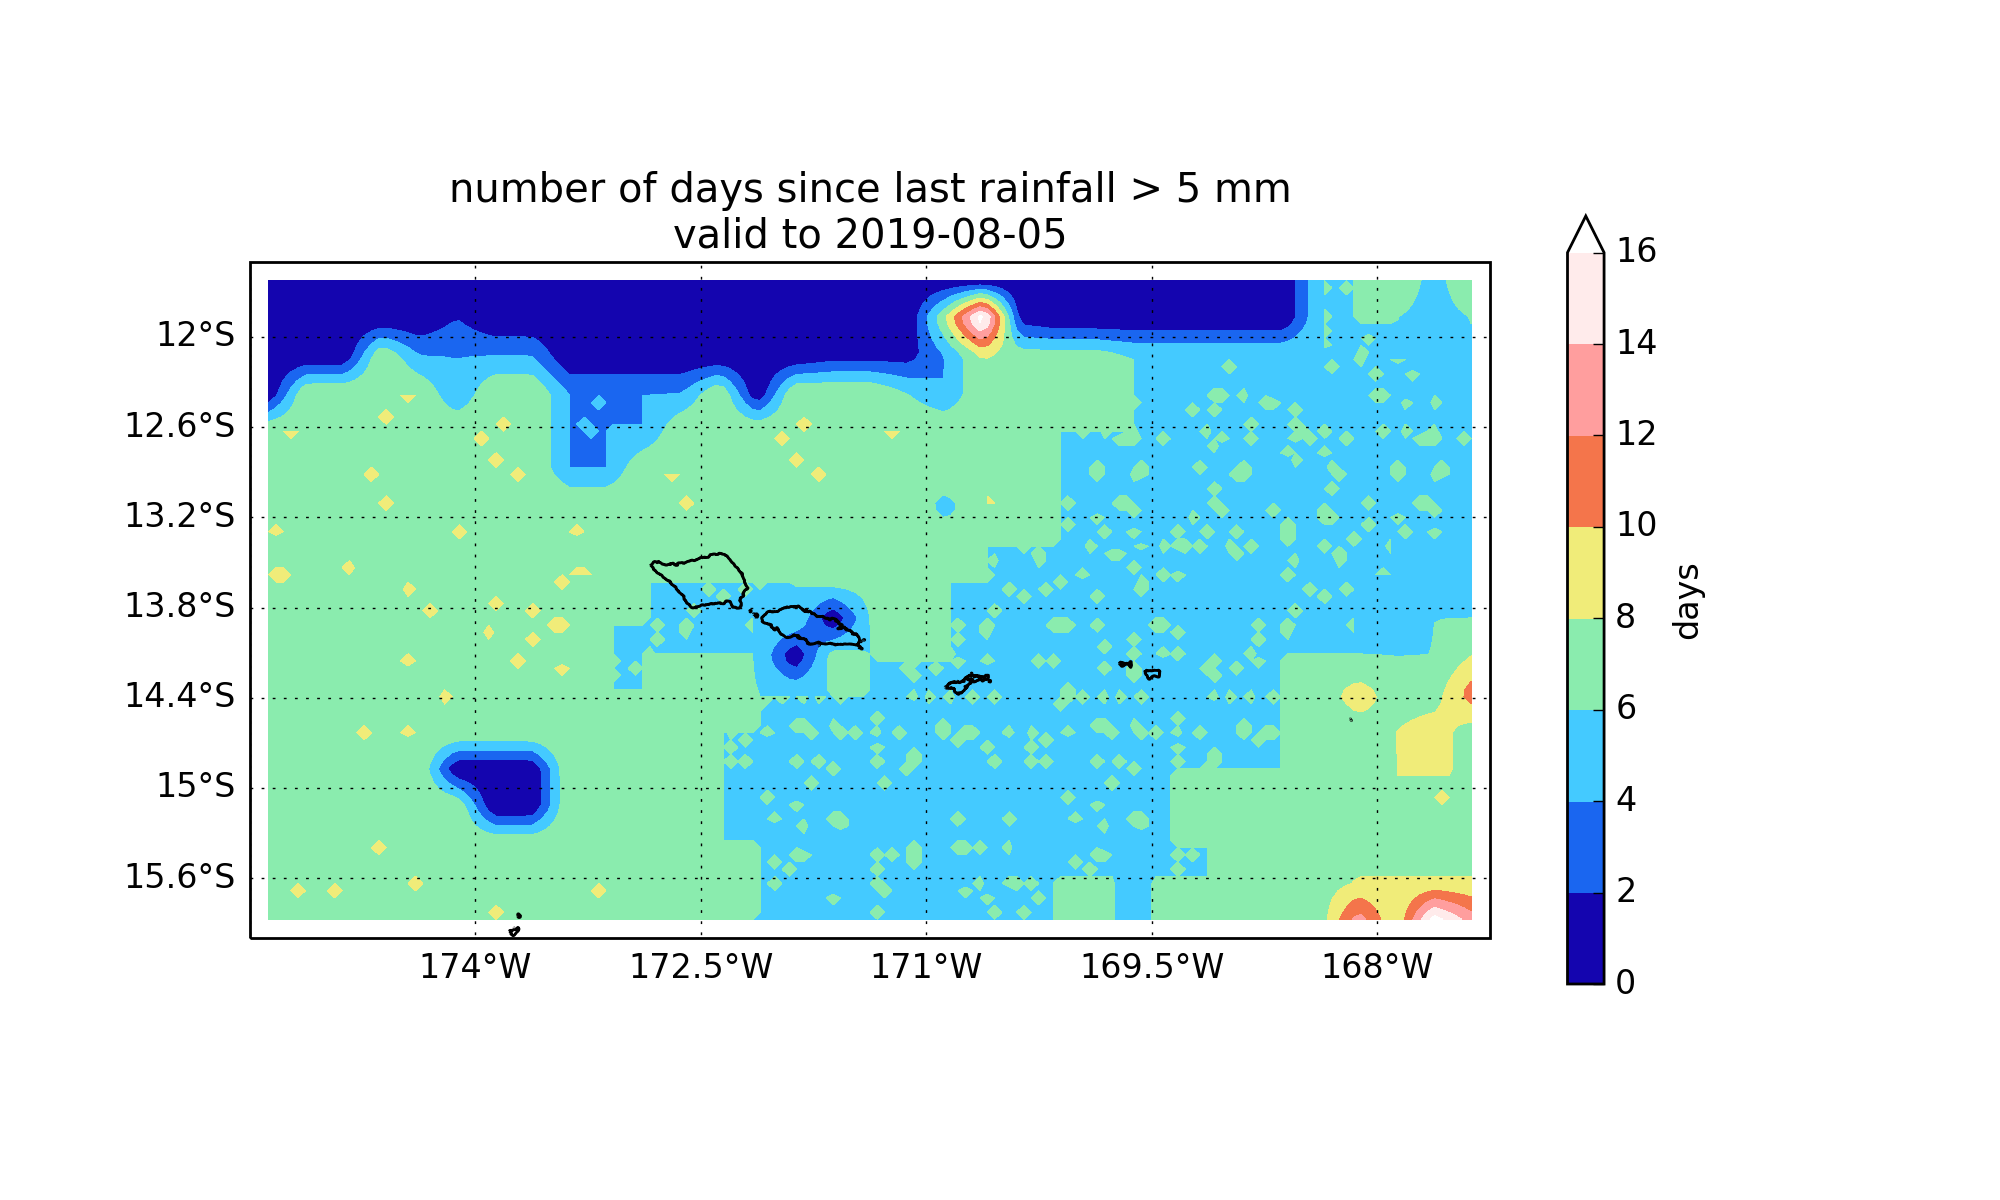 number of days since last rainfall > 5 mm
valid to 2019-08-05
12°S
12.6°S
13.2°S
13.8°S
14.4°S
15°S
15.6°S
174°W
172.5°W
171°W
169.5°W
168°W
16
14
12
10
8
6
4
2
0
days